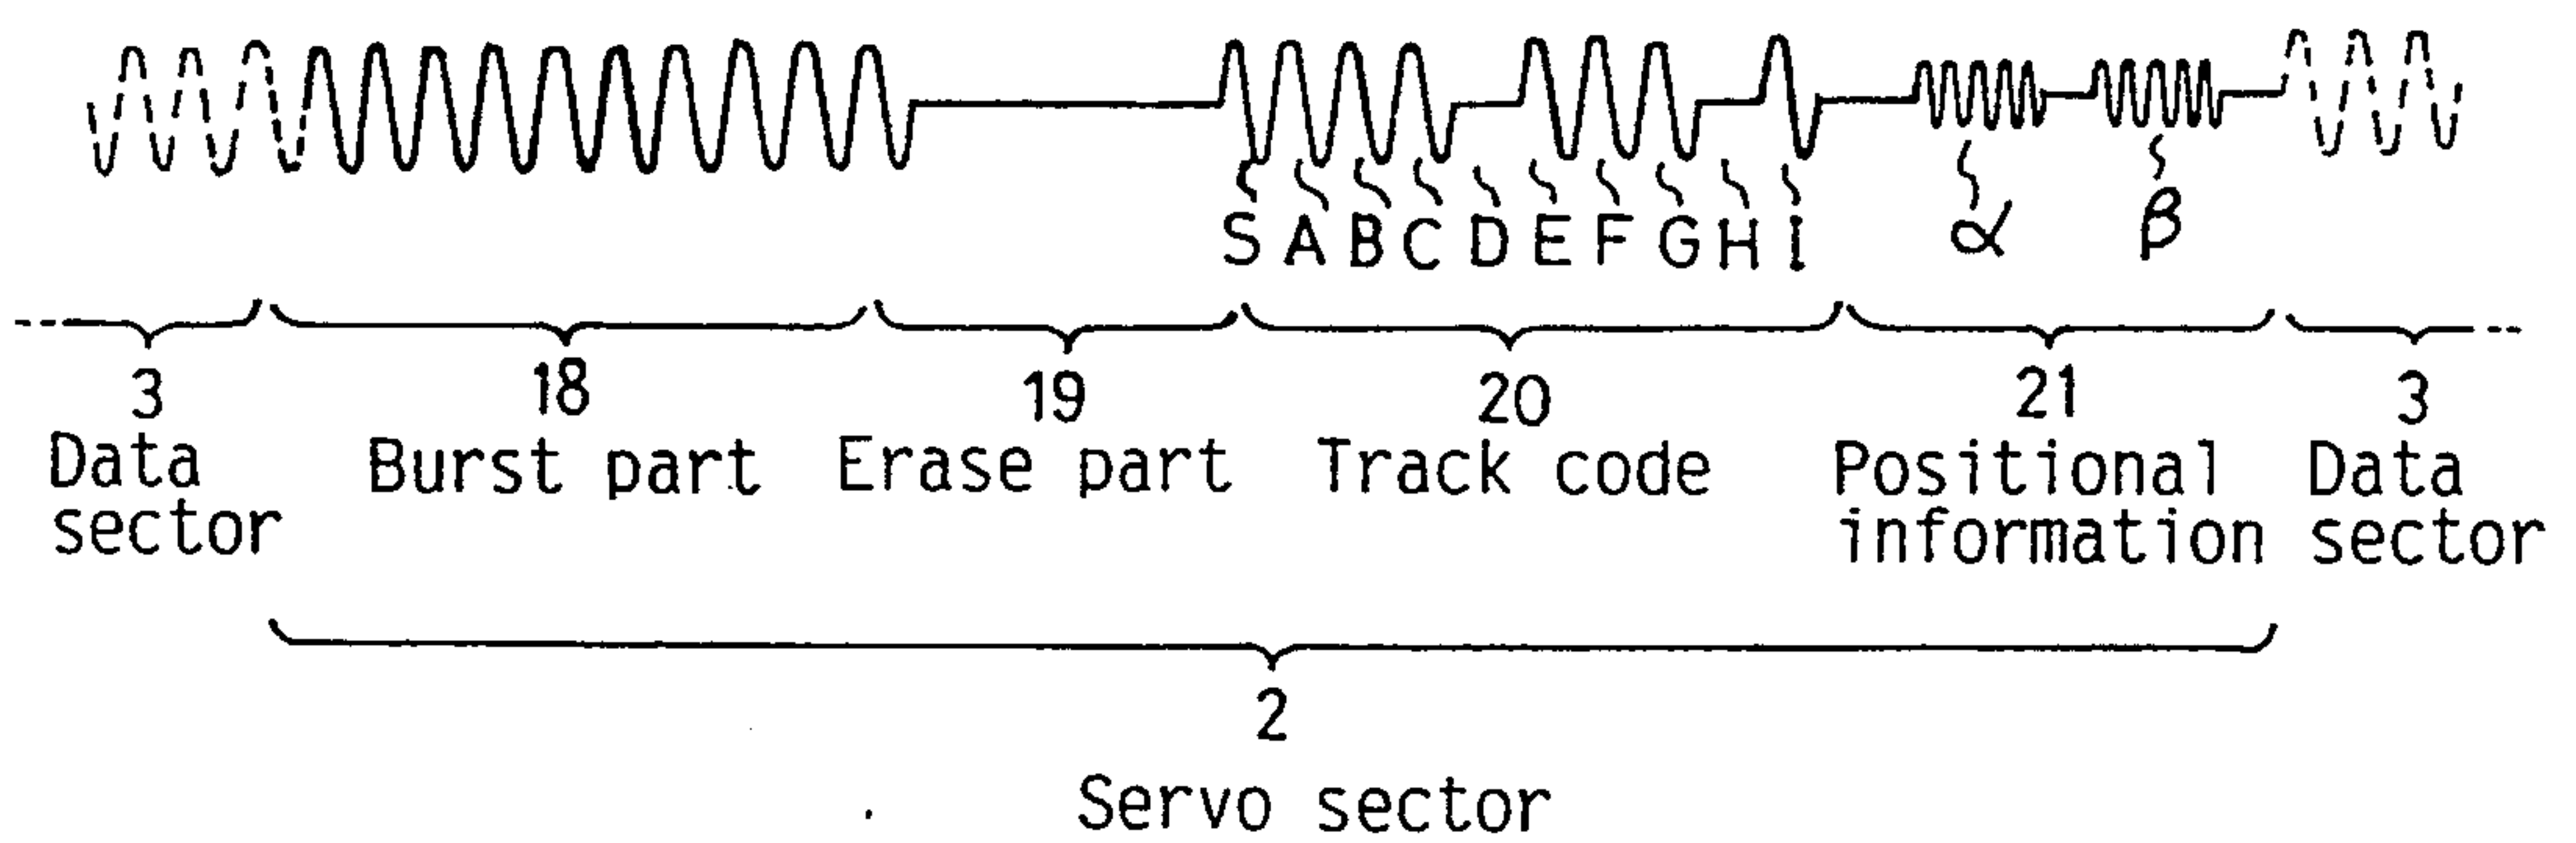 S A B C D E F G H I α β
3 18 19 20 21 3
Data Burst part Erase part Track code Positional Data
sector information sector
2
Servo sector